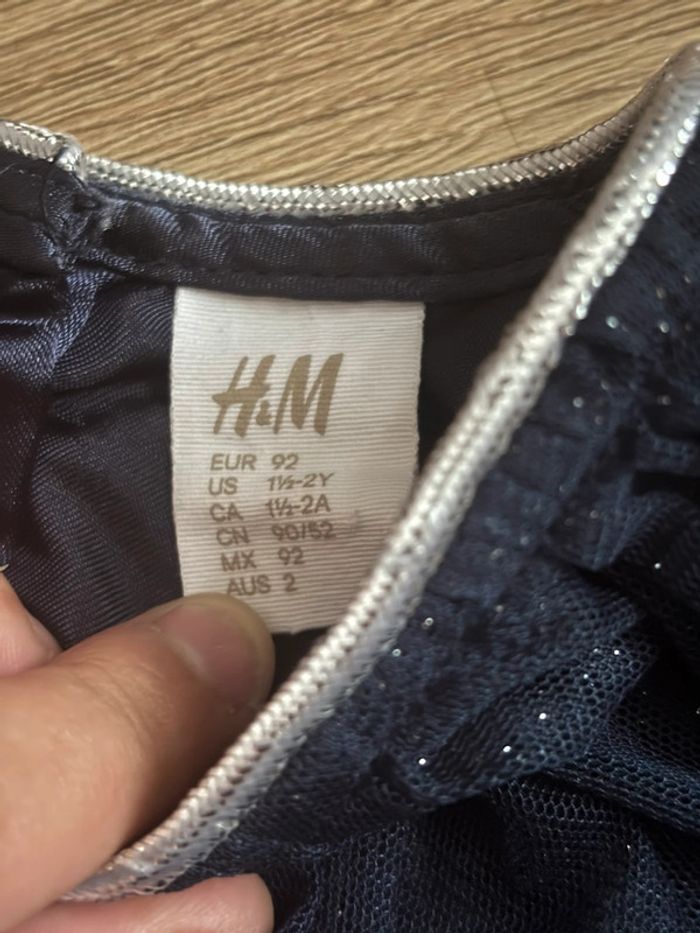 H&M
EUR 92
US 1½-2Y
CA 1½-2A
CN 90/52
MX 92
AUS 2